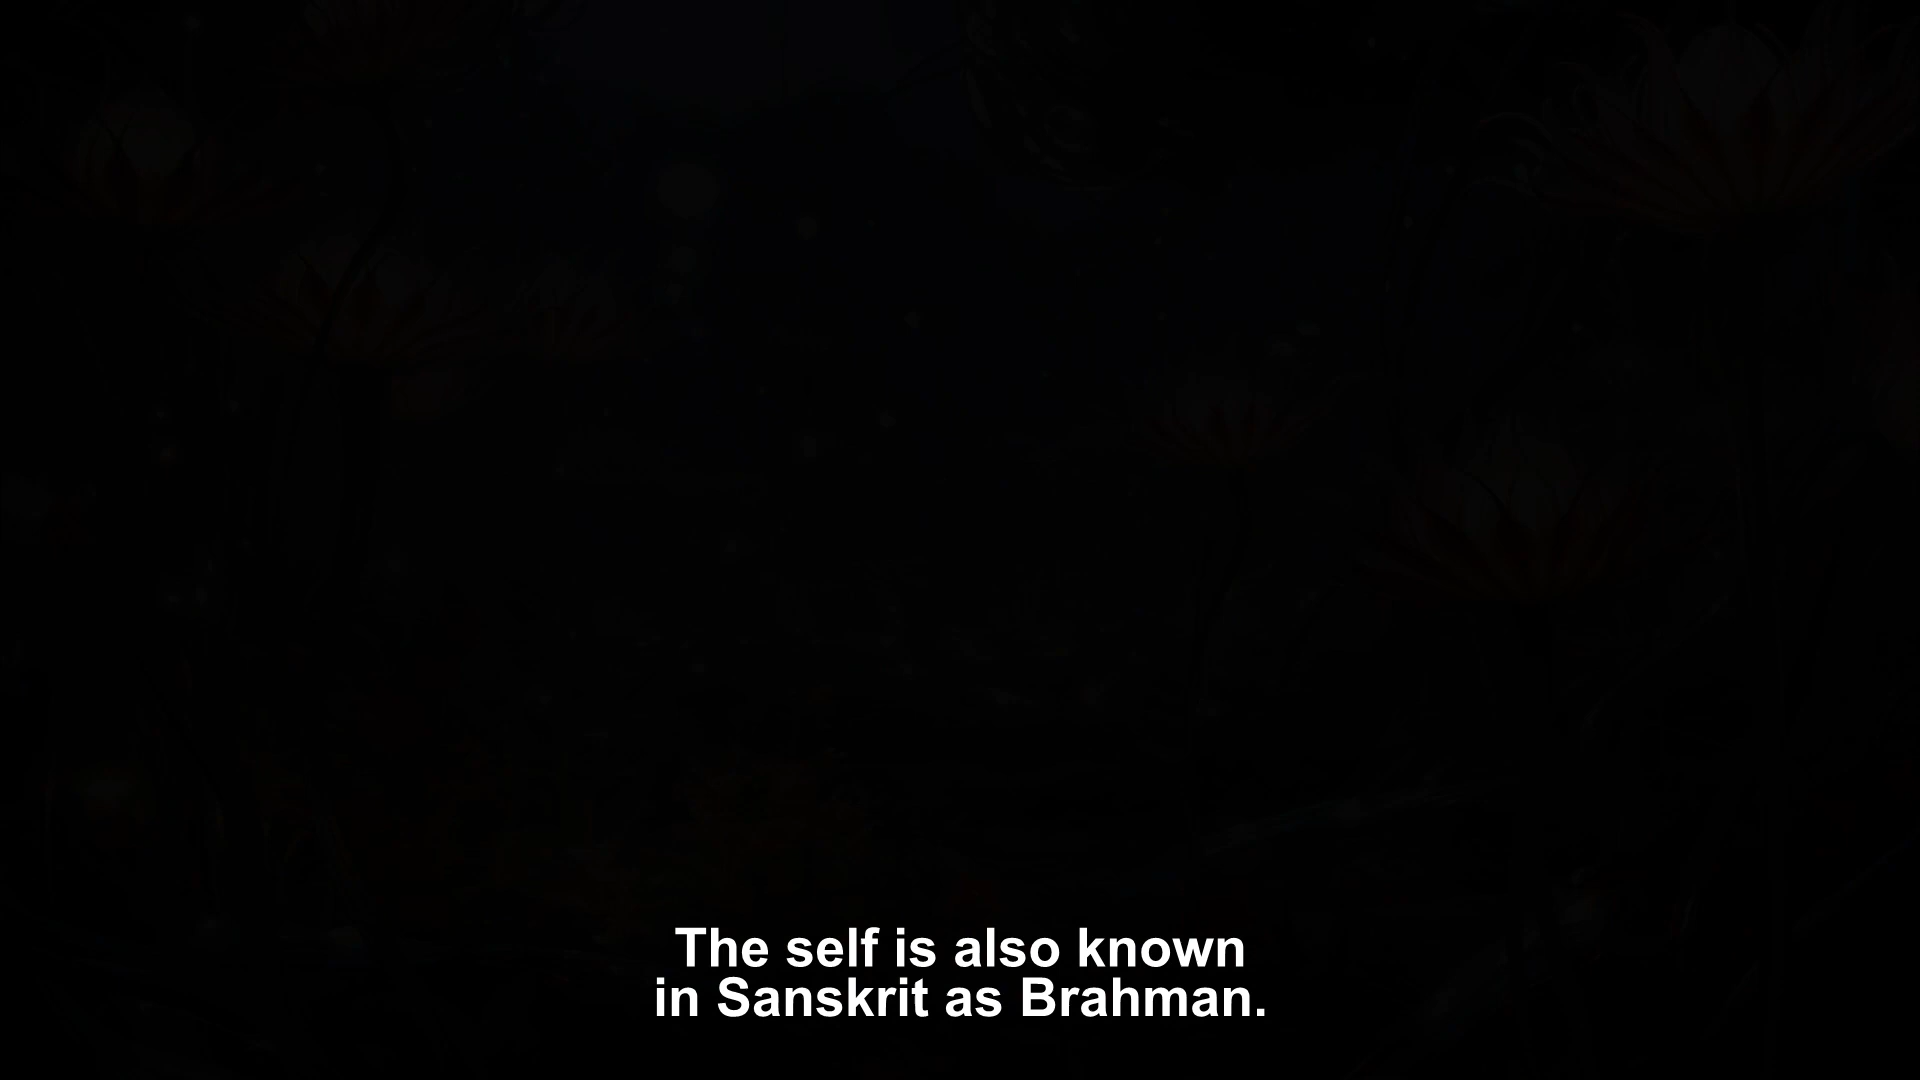 The self is also known
in Sanskrit as Brahman.